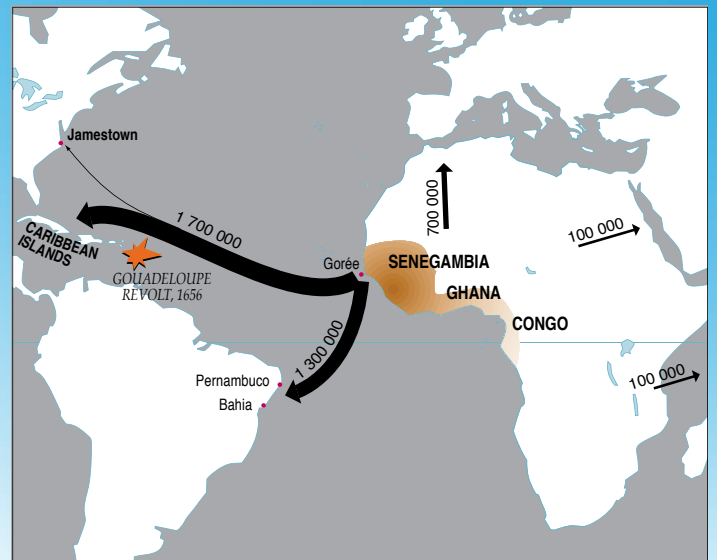 Jamestown
1 700 000
700 000
100 000
CARIBBEAN
ISLANDS
GOUADELOUPE
REVOLT, 1656
Gorée
SENEGAMBIA
GHANA
CONGO
1 300 000
Pernambuco
Bahia
100 000